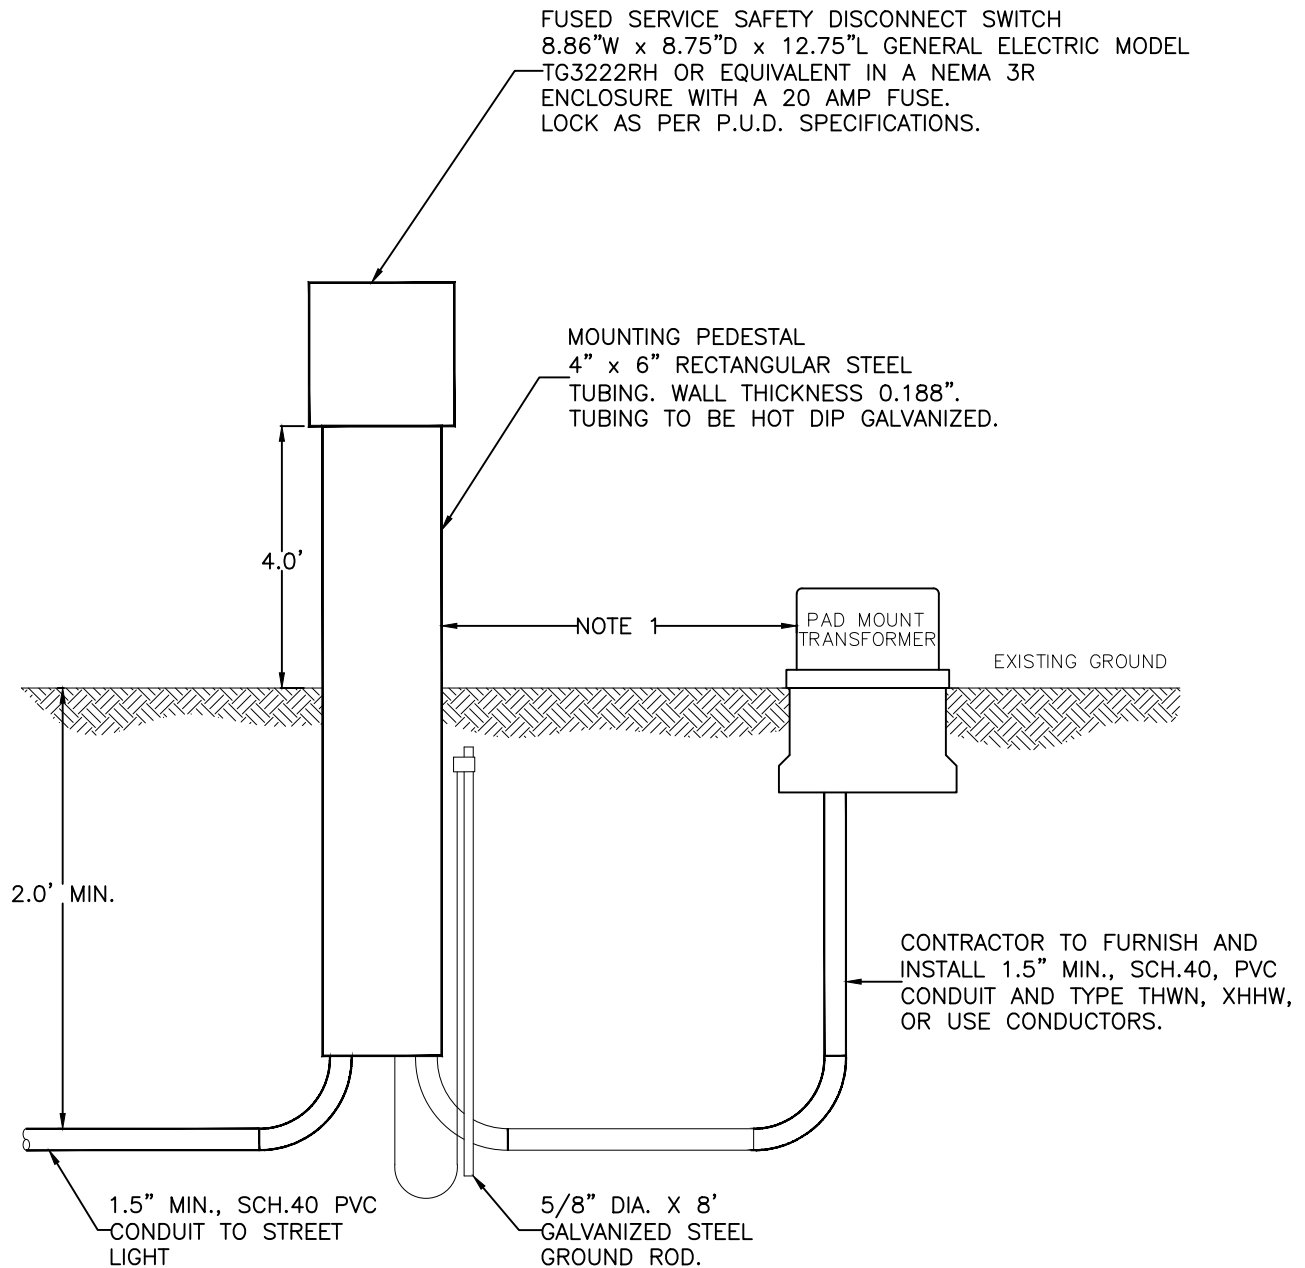 FUSED SERVICE SAFETY DISCONNECT SWITCH
8.86”W x 8.75”D x 12.75”L GENERAL ELECTRIC MODEL
TG3222RH OR EQUIVALENT IN A NEMA 3R
ENCLOSURE WITH A 20 AMP FUSE.
LOCK AS PER P.U.D. SPECIFICATIONS.
MOUNTING PEDESTAL
4” x 6” RECTANGULAR STEEL
TUBING. WALL THICKNESS 0.188”.
TUBING TO BE HOT DIP GALVANIZED.
4.0’
NOTE 1
PAD MOUNT
TRANSFORMER
EXISTING GROUND
2.0’ MIN.
CONTRACTOR TO FURNISH AND
INSTALL 1.5” MIN., SCH.40, PVC
CONDUIT AND TYPE THWN, XHHW,
OR USE CONDUCTORS.
1.5” MIN., SCH.40 PVC
CONDUIT TO STREET
LIGHT
5/8” DIA. X 8’
GALVANIZED STEEL
GROUND ROD.